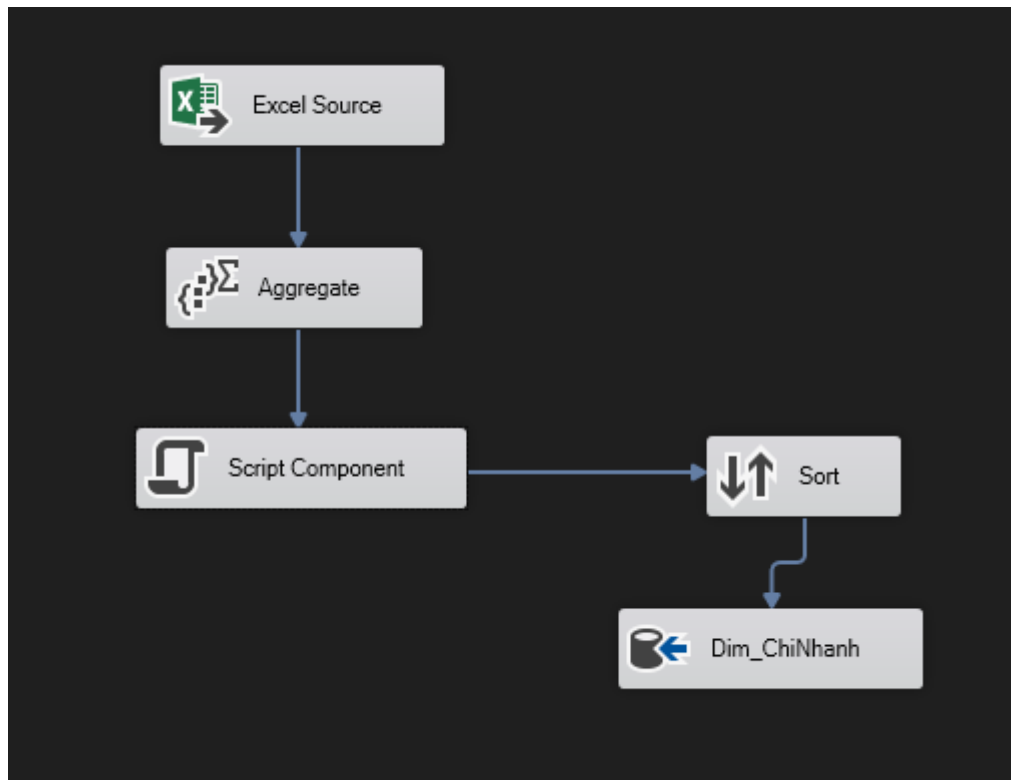 Excel Source
Aggregate
Script Component
Sort
Dim_ChiNhanh